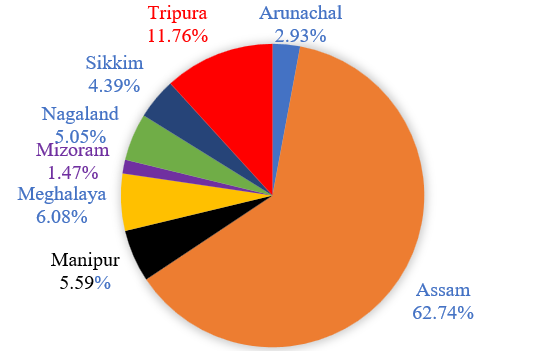 Tripura
11.76%
Arunachal
2.93%
Sikkim
4.39%
Nagaland
5.05%
Mizoram
1.47%
Meghalaya
6.08%
Manipur
5.59%
Assam
62.74%